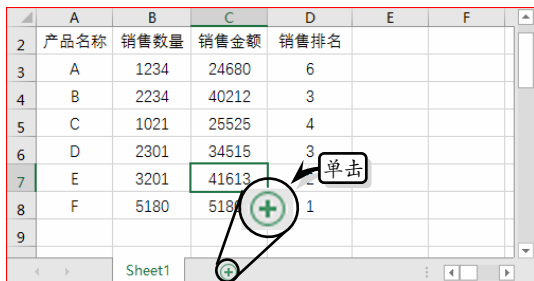 A B C D E F
2 产品名称 销售数量 销售金额 销售排名
3 A 1234 24680 6
4 B 2234 40212 3
5 C 1021 25525 4
6 D 2301 34515 3
单击
7 E 3201 41613
8 F 5180 518 1
9
Sheet1